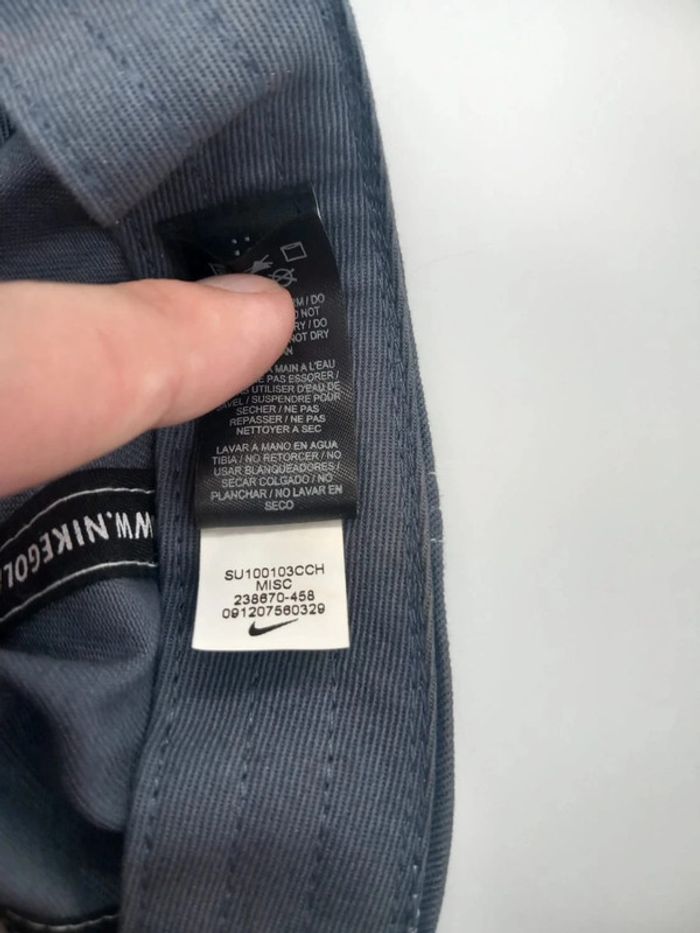 M / DO
NOT
RY / DO
NOT DRY
AN
A MAIN A L'EAU
PAS ESSORER /
UTILISER D'EAU DE
/ SUSPENDRE POUR
SECHER / NE PAS
REPASSER / NE PAS
NETTOYER A SEC
LAVAR A MANO EN AGUA
TIBIA / NO RETORCER / NO
USAR BLANQUEADORES /
SECAR COLGADO / NO
PLANCHAR / NO LAVAR EN
SECO
SU100103CCH
MISC
238670-458
091207560329
WW.NIKEGOL